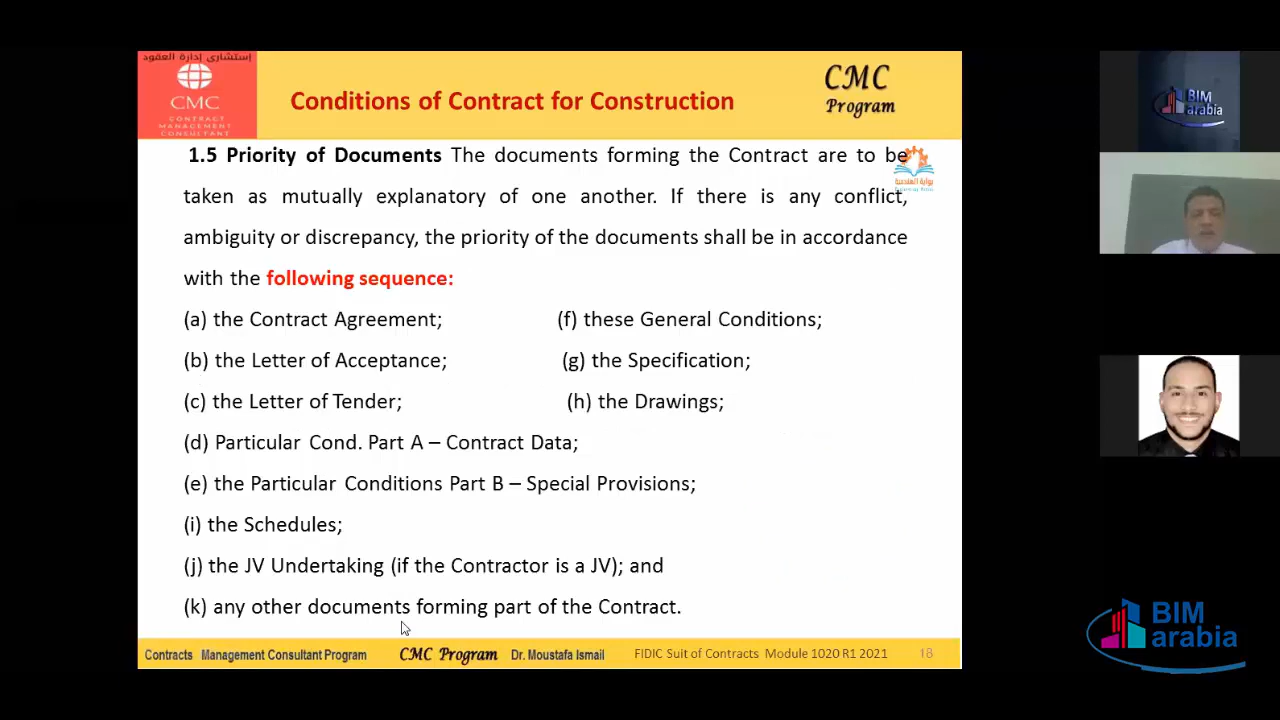 إستشاري إدارة العقود
CMC
CONTRACT
MANAGEMENT
CONSULTANT
Conditions of Contract for Construction
CMC
Program
1.5 Priority of Documents The documents forming the Contract are to be
taken as mutually explanatory of one another. If there is any conflict,
ambiguity or discrepancy, the priority of the documents shall be in accordance
with the following sequence:
(a) the Contract Agreement; (f) these General Conditions;
(b) the Letter of Acceptance; (g) the Specification;
(c) the Letter of Tender; (h) the Drawings;
(d) Particular Cond. Part A – Contract Data;
(e) the Particular Conditions Part B – Special Provisions;
(i) the Schedules;
(j) the JV Undertaking (if the Contractor is a JV); and
(k) any other documents forming part of the Contract.
Contracts Management Consultant Program CMC Program Dr. Moustafa Ismail FIDIC Suit of Contracts Module 1020 R1 2021 18
بوابة الهندسية
BIM
arabia
BIM
arabia